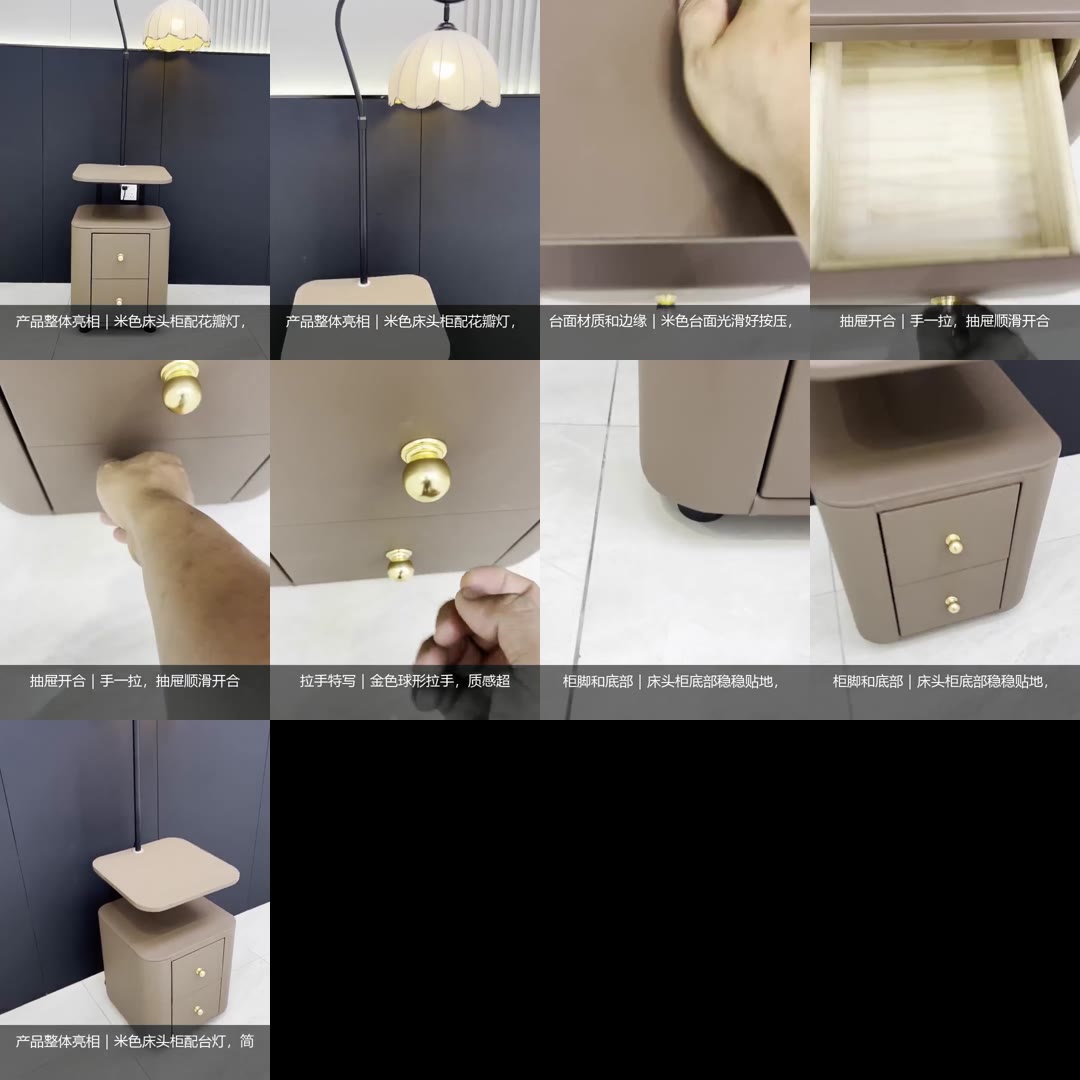 产品整体亮相｜米色床头柜配花瓣灯，
产品整体亮相｜米色床头柜配花瓣灯，
台面材质和边缘｜米色台面光滑好按压，
抽屉开合｜手一拉，抽屉顺滑开合
抽屉开合｜手一拉，抽屉顺滑开合
拉手特写｜金色球形拉手，质感超
柜脚和底部｜床头柜底部稳稳贴地，
柜脚和底部｜床头柜底部稳稳贴地，
产品整体亮相｜米色床头柜配台灯，简